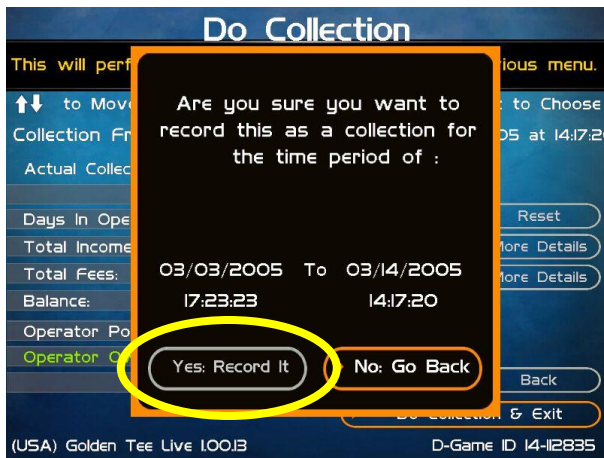 Do Collection
This will perf
ious menu.
to Move
to Choose
Collection Fr
05 at 14:17:2
Actual Collec
Are you sure you want to
record this as a collection for
the time period of :
Days In Ope
Reset
Total Income
More Details
Total Fees:
More Details
03/03/2005 To 03/14/2005
Balance:
17:23:23 14:17:20
Operator Po
Operator
Yes: Record It
No: Go Back
Back
Do Collection & Exit
(USA) Golden Tee Live 1.00.13
D-Game ID 14-112835